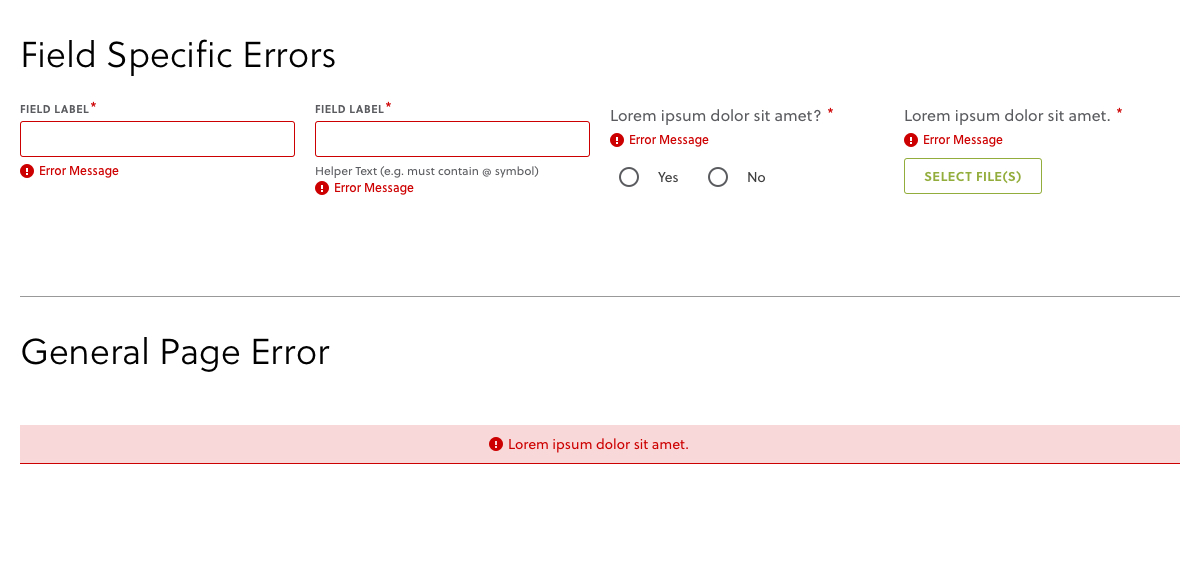 Field Specific Errors
FIELD LABEL*
Error Message
FIELD LABEL*
Helper Text (e.g. must contain @ symbol)
Error Message
Lorem ipsum dolor sit amet? *
Error Message
Yes No
Lorem ipsum dolor sit amet. *
Error Message
SELECT FILE(S)
General Page Error
Lorem ipsum dolor sit amet.